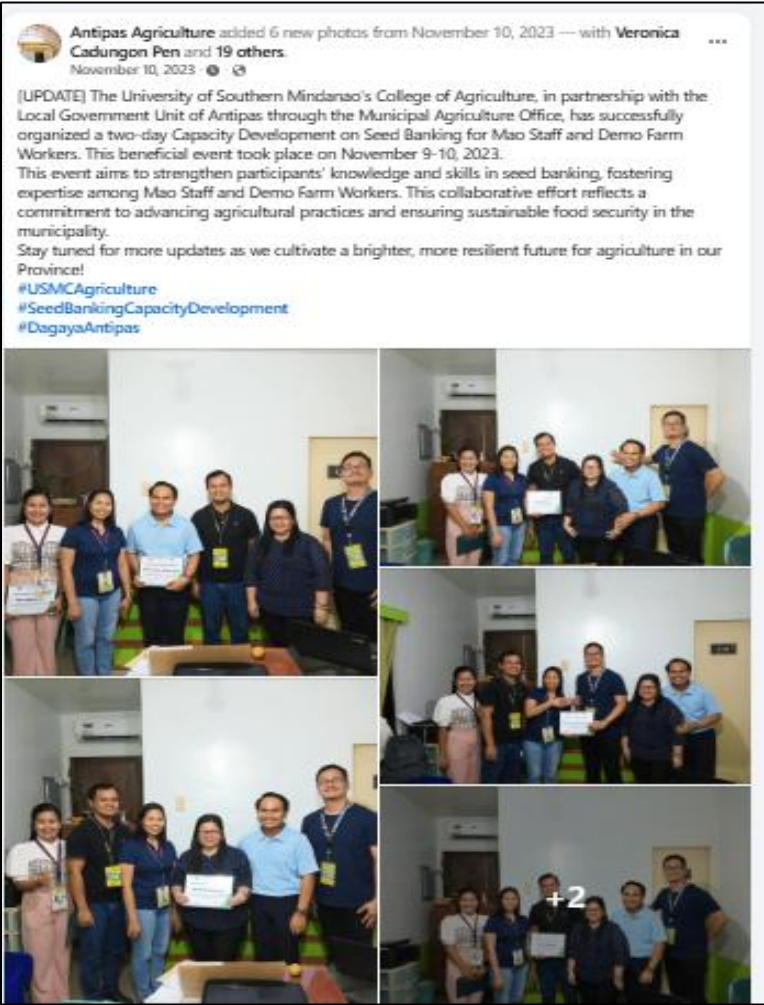 Antipas Agriculture added 6 new photos from November 10, 2023 — with Veronica
Cadungon Pen and 19 others.
November 10, 2023 ·
[UPDATE] The University of Southern Mindanao's College of Agriculture, in partnership with the
Local Government Unit of Antipas through the Municipal Agriculture Office, has successfully
organized a two-day Capacity Development on Seed Banking for Mao Staff and Demo Farm
Workers. This beneficial event took place on November 9-10, 2023.
This event aims to strengthen participants' knowledge and skills in seed banking, fostering
expertise among Mao Staff and Demo Farm Workers. This collaborative effort reflects a
commitment to advancing agricultural practices and ensuring sustainable food security in the
municipality.
Stay tuned for more updates as we cultivate a brighter, more resilient future for agriculture in our
Province!
#USMCAgriculture
#SeedBankingCapacityDevelopment
#DagayaAntipas
+2